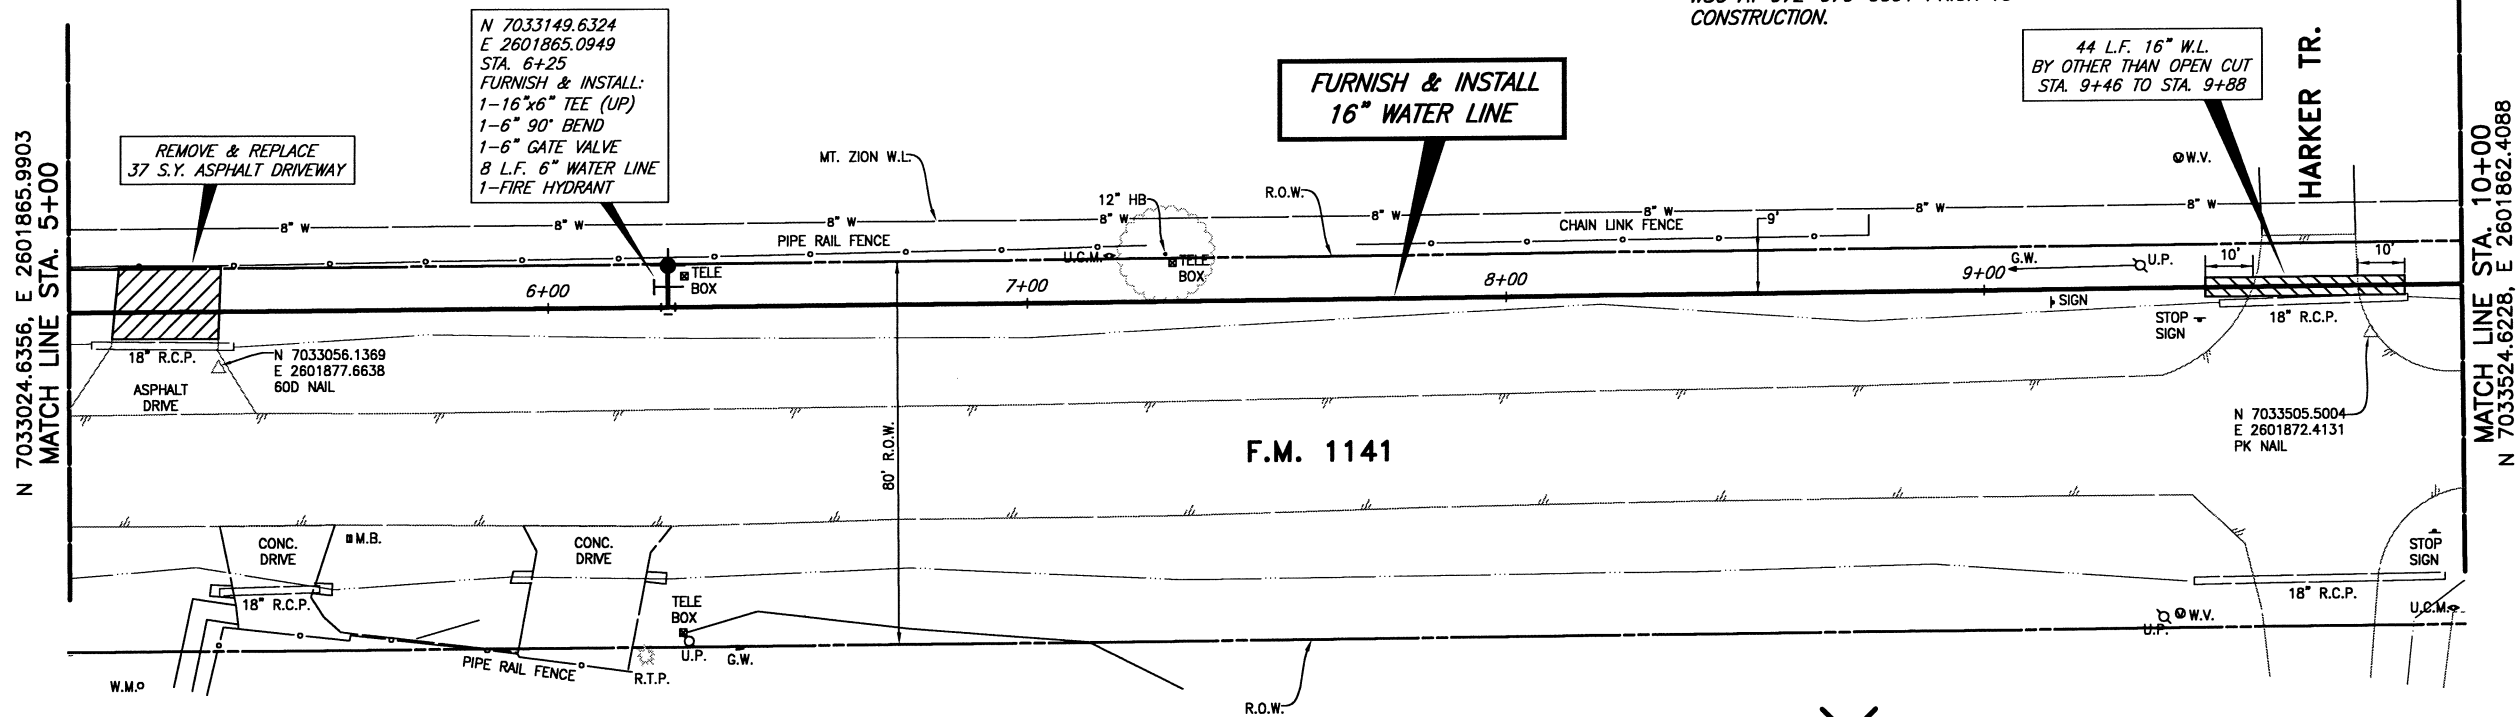 CONSTRUCTION.
N 7033024.6356, E 2601865.9903
MATCH LINE STA. 5+00
REMOVE & REPLACE
37 S.Y. ASPHALT DRIVEWAY
N 7033149.6324
E 2601865.0949
STA. 6+25
FURNISH & INSTALL:
1-16"x6" TEE (UP)
1-6" 90° BEND
1-6" GATE VALVE
8 L.F. 6" WATER LINE
1-FIRE HYDRANT
MT. ZION W.L.
FURNISH & INSTALL
16" WATER LINE
44 L.F. 16" W.L.
BY OTHER THAN OPEN CUT
STA. 9+46 TO STA. 9+88
HARKER TR.
W.V.
12" HB
R.O.W.
8" W
8" W
8" W
8" W
8" W
8" W
8" W
8" W
PIPE RAIL FENCE
CHAIN LINK FENCE
9'
U.C.M.
TELE
BOX
TELE
BOX
G.W.
U.P.
10'
10'
6+00
7+00
8+00
9+00
SIGN
STOP
SIGN
18" R.C.P.
18" R.C.P.
N 7033056.1369
E 2601877.6638
60D NAIL
ASPHALT
DRIVE
80' R.O.W.
F.M. 1141
N 7033505.5004
E 2601872.4131
PK NAIL
CONC.
DRIVE
M.B.
CONC.
DRIVE
STOP
SIGN
18" R.C.P.
TELE
BOX
18" R.C.P.
U.C.M.
W.V.
U.P.
U.P.
G.W.
PIPE RAIL FENCE
R.T.P.
W.M.
R.O.W.
MATCH LINE STA. 10+00
N 7033524.6228, E 2601862.4088